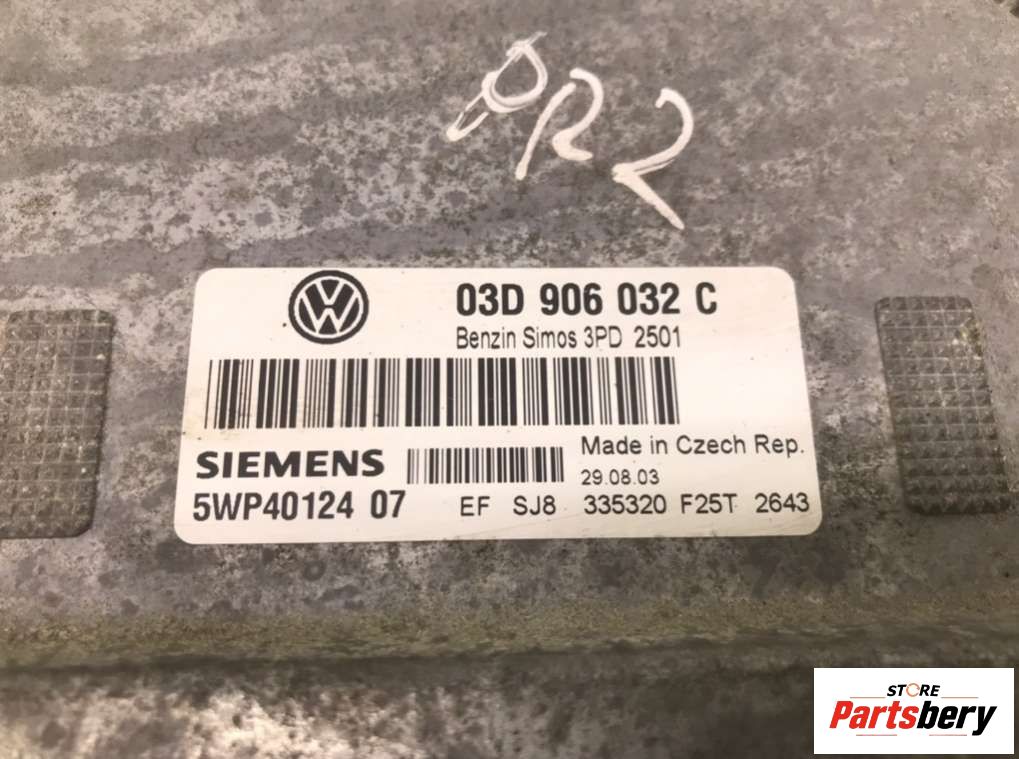 PR2
03D 906 032 C
Benzin Simos 3PD 2501
SIEMENS
Made in Czech Rep.
29.08.03
5WP40124 07 EF SJ8 335320 F25T 2643
STORE
Partsbery